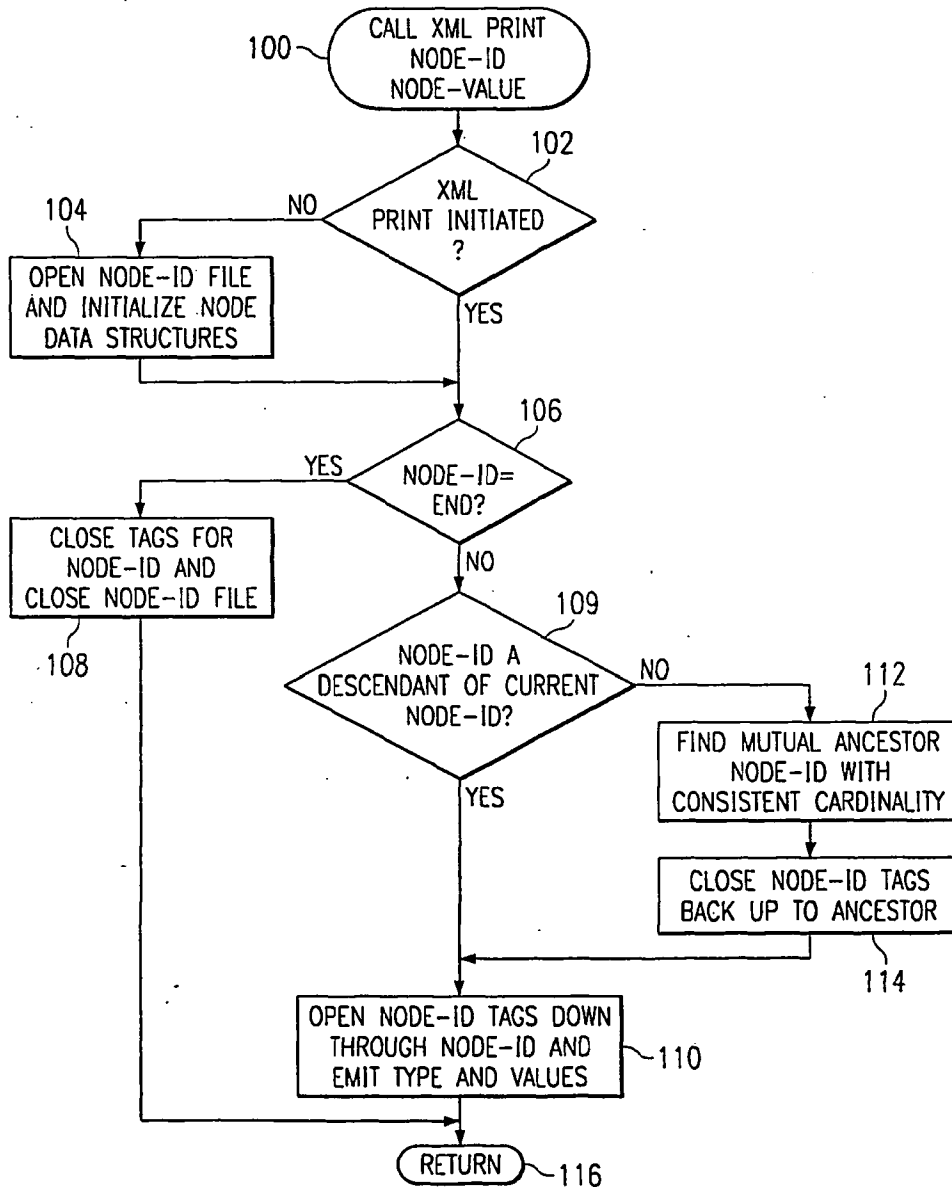 CALL XML PRINT
NODE-ID
NODE-VALUE
100
102
XML
PRINT INITIATED
?
NO
YES
104
OPEN NODE-ID FILE
AND INITIALIZE NODE
DATA STRUCTURES
106
NODE-ID=
END?
YES
NO
CLOSE TAGS FOR
NODE-ID AND
CLOSE NODE-ID FILE
108
109
NODE-ID A
DESCENDANT OF CURRENT
NODE-ID?
NO
YES
112
FIND MUTUAL ANCESTOR
NODE-ID WITH
CONSISTENT CARDINALITY
CLOSE NODE-ID TAGS
BACK UP TO ANCESTOR
114
OPEN NODE-ID TAGS DOWN
THROUGH NODE-ID AND
EMIT TYPE AND VALUES
110
RETURN
116